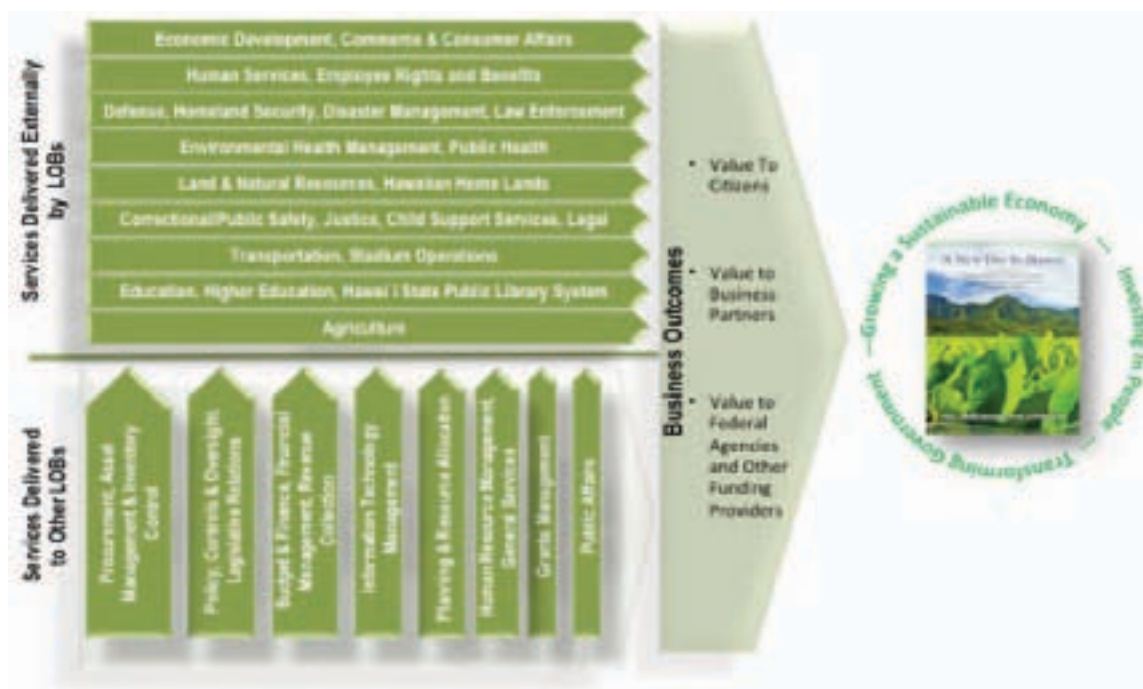 Services Delivered Externally
by LOBs
Economic Development, Commerce & Consumer Affairs
Human Services, Employee Rights and Benefits
Defense, Homeland Security, Disaster Management, Law Enforcement
Environmental Health Management, Public Health
Land & Natural Resources, Hawaiian Home Lands
Correctional/Public Safety, Justice, Child Support Services, Legal
Transportation, Stadium Operations
Education, Higher Education, Hawai`i State Public Library System
Agriculture
Services Delivered
to Other LOBs
Procurement, Asset
Management & Inventory
Control
Policy, Controls & Oversight,
Legislative Relations
Budget & Finance, Financial
Management, Revenue
Collection
Information Technology
Management
Planning & Resource Allocation
Human Resource Management,
General Services
Grants Management
Public Affairs
Business Outcomes
• Value To
Citizens
• Value to
Business
Partners
• Value to
Federal
Agencies
and Other
Funding
Providers
—Growing a Sustainable Economy ... Investing in People ... Transforming Government
A New Day in Hawaii